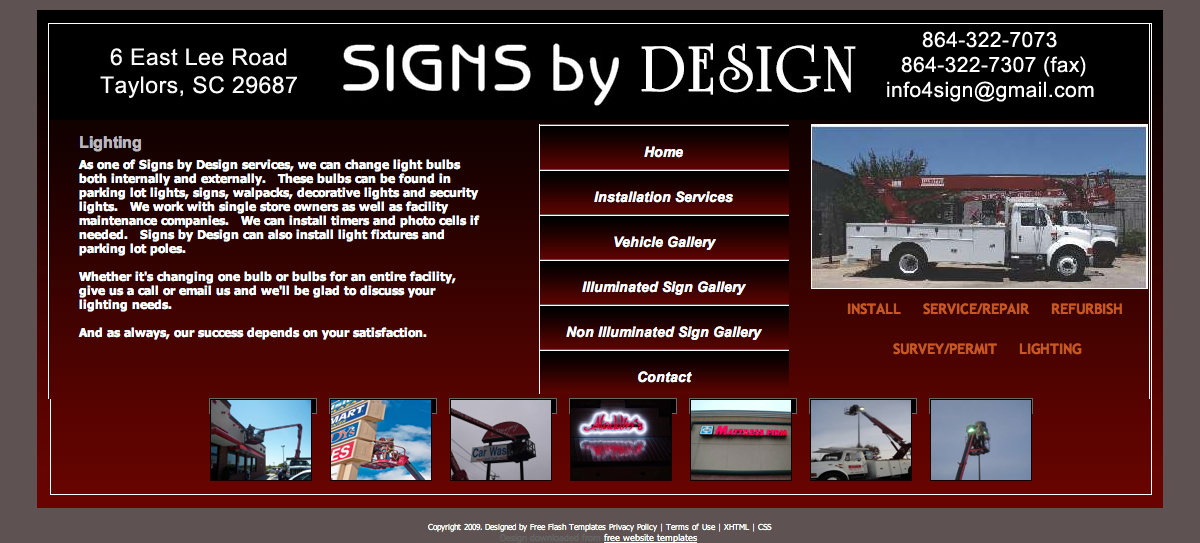 6 East Lee Road
Taylors, SC 29687
SIGNS by DESIGN
864-322-7073
864-322-7307 (fax)
info4sign@gmail.com
Lighting
As one of Signs by Design services, we can change light bulbs
both internally and externally. These bulbs can be found in
parking lot lights, signs, walpacks, decorative lights and security
lights. We work with single store owners as well as facility
maintenance companies. We can install timers and photo cells if
needed. Signs by Design can also install light fixtures and
parking lot poles.
Whether it's changing one bulb or bulbs for an entire facility,
give us a call or email us and we'll be glad to discuss your
lighting needs.
And as always, our success depends on your satisfaction.
Home
Installation Services
Vehicle Gallery
Illuminated Sign Gallery
Non Illuminated Sign Gallery
Contact
INSTALL SERVICE/REPAIR REFURBISH
SURVEY/PERMIT LIGHTING
MART
ES
Car Was
Copyright 2009. Designed by Free Flash Templates Privacy Policy | Terms of Use | XHTML | CSS
Design downloaded from free website templates